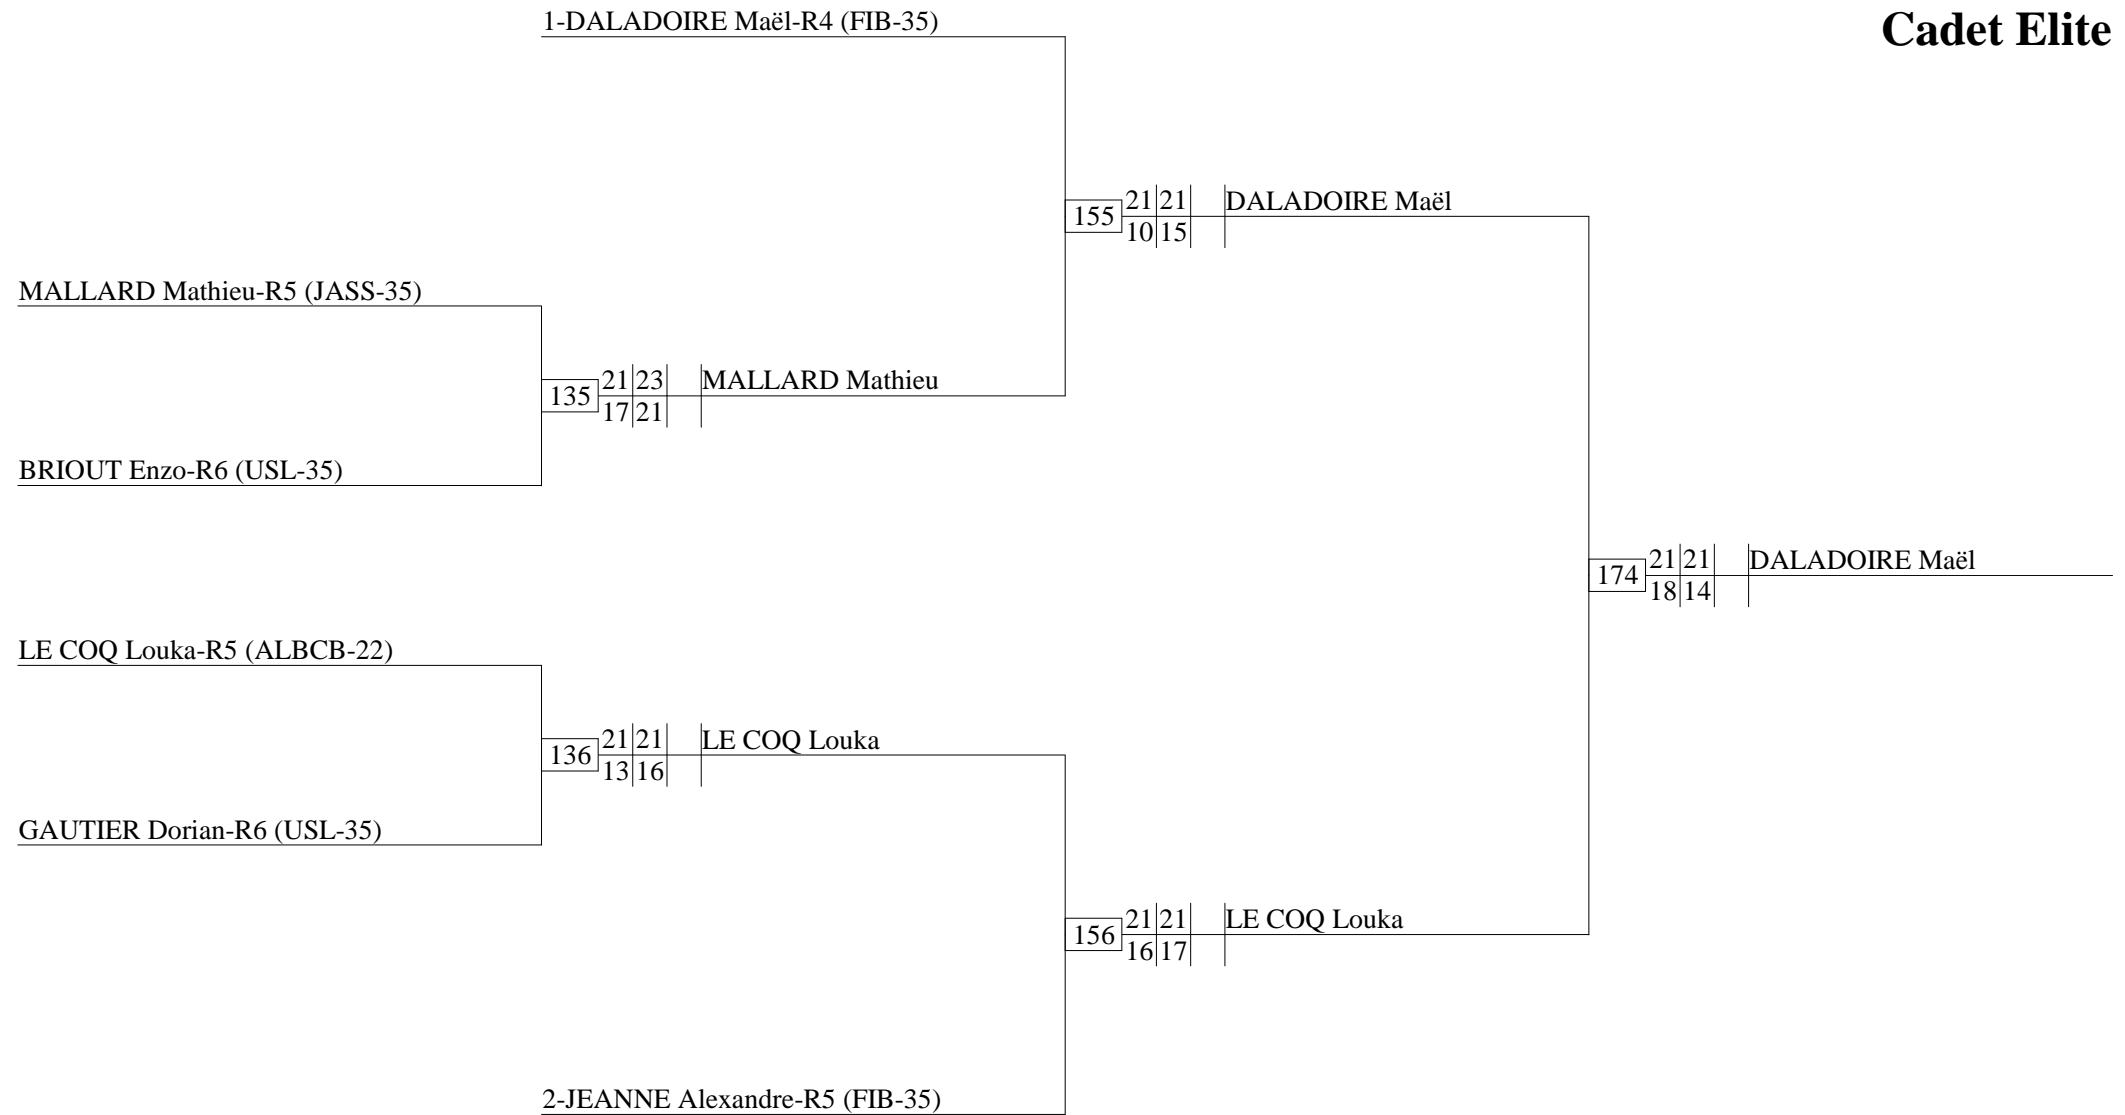 1-DALADOIRE Maël-R4 (FIB-35)
Cadet Elite
21 21
155 DALADOIRE Maël
10 15
MALLARD Mathieu-R5 (JASS-35)
21 23
135 MALLARD Mathieu
17 21
BRIOUT Enzo-R6 (USL-35)
21 21
174 DALADOIRE Maël
18 14
LE COQ Louka-R5 (ALBCB-22)
21 21
136 LE COQ Louka
13 16
GAUTIER Dorian-R6 (USL-35)
21 21
156 LE COQ Louka
16 17
2-JEANNE Alexandre-R5 (FIB-35)